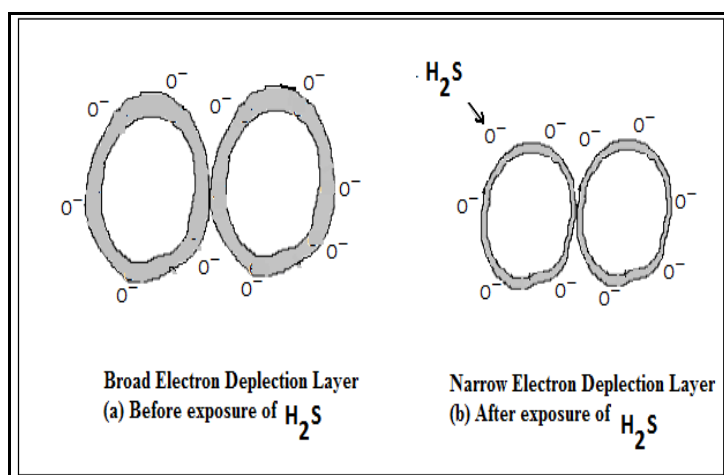 O⁻ O⁻
O⁻ O⁻
O⁻ O⁻
O⁻
O⁻
O⁻
Broad Electron Deplection Layer
(a) Before exposure of H₂S
H₂S
O⁻ O⁻ O⁻ O⁻
O⁻ O⁻
O⁻ O⁻ O⁻ O⁻
Narrow Electron Deplection Layer
(b) After exposure of H₂S